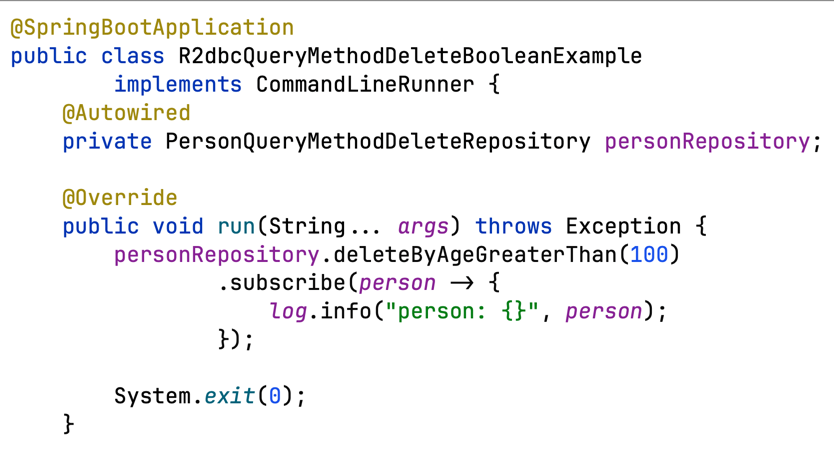 @SpringBootApplication
public class R2dbcQueryMethodDeleteBooleanExample
        implements CommandLineRunner {
    @Autowired
    private PersonQueryMethodDeleteRepository personRepository;

    @Override
    public void run(String... args) throws Exception {
        personRepository.deleteByAgeGreaterThan(100)
                .subscribe(person -> {
                    log.info("person: {}", person);
                });

        System.exit(0);
    }